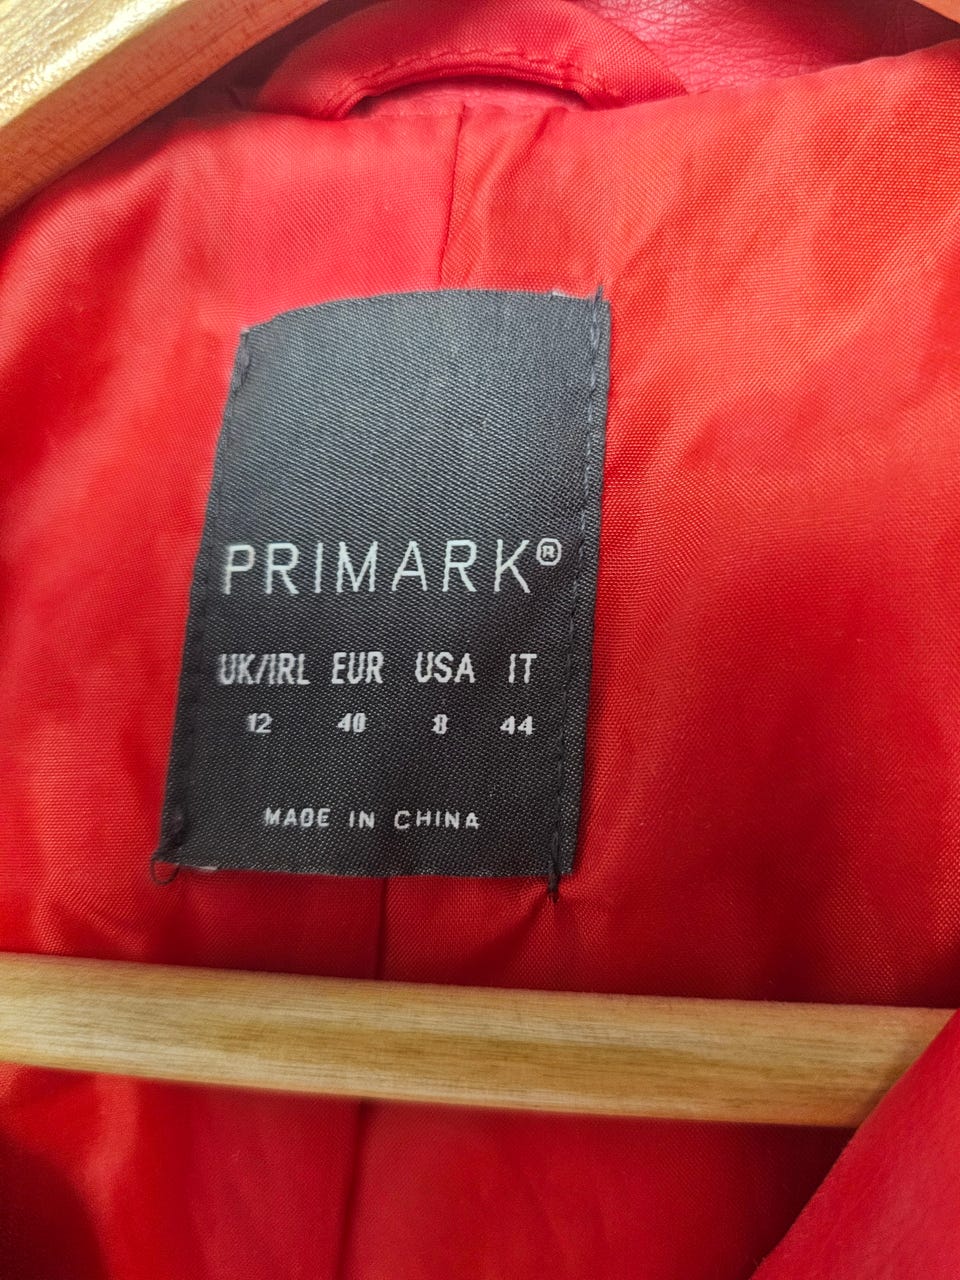 PRIMARK®
UK/IRL EUR USA IT
12 40 8 44
MADE IN CHINA